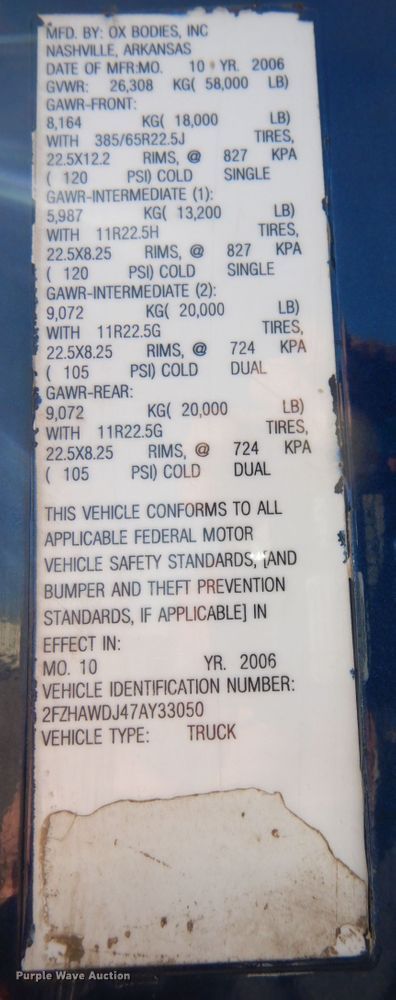 MFD. BY: OX BODIES, INC
NASHVILLE, ARKANSAS
DATE OF MFR:MO. 10 YR. 2006
GVWR: 26,308 KG( 58,000 LB)
GAWR-FRONT:
8,164 KG( 18,000 LB)
WITH 385/65R22.5J TIRES,
22.5X12.2 RIMS, @ 827 KPA
( 120 PSI) COLD SINGLE
GAWR-INTERMEDIATE (1):
5,987 KG( 13,200 LB)
WITH 11R22.5H TIRES,
22.5X8.25 RIMS, @ 827 KPA
( 120 PSI) COLD SINGLE
GAWR-INTERMEDIATE (2):
9,072 KG( 20,000 LB)
WITH 11R22.5G TIRES,
22.5X8.25 RIMS, @ 724 KPA
( 105 PSI) COLD DUAL
GAWR-REAR:
9,072 KG( 20,000 LB)
WITH 11R22.5G TIRES,
22.5X8.25 RIMS, @ 724 KPA
( 105 PSI) COLD DUAL
THIS VEHICLE CONFORMS TO ALL
APPLICABLE FEDERAL MOTOR
VEHICLE SAFETY STANDARDS, [AND
BUMPER AND THEFT PREVENTION
STANDARDS, IF APPLICABLE] IN
EFFECT IN:
MO. 10 YR. 2006
VEHICLE IDENTIFICATION NUMBER:
2FZHAWDJ47AY33050
VEHICLE TYPE: TRUCK
Purple Wave Auction